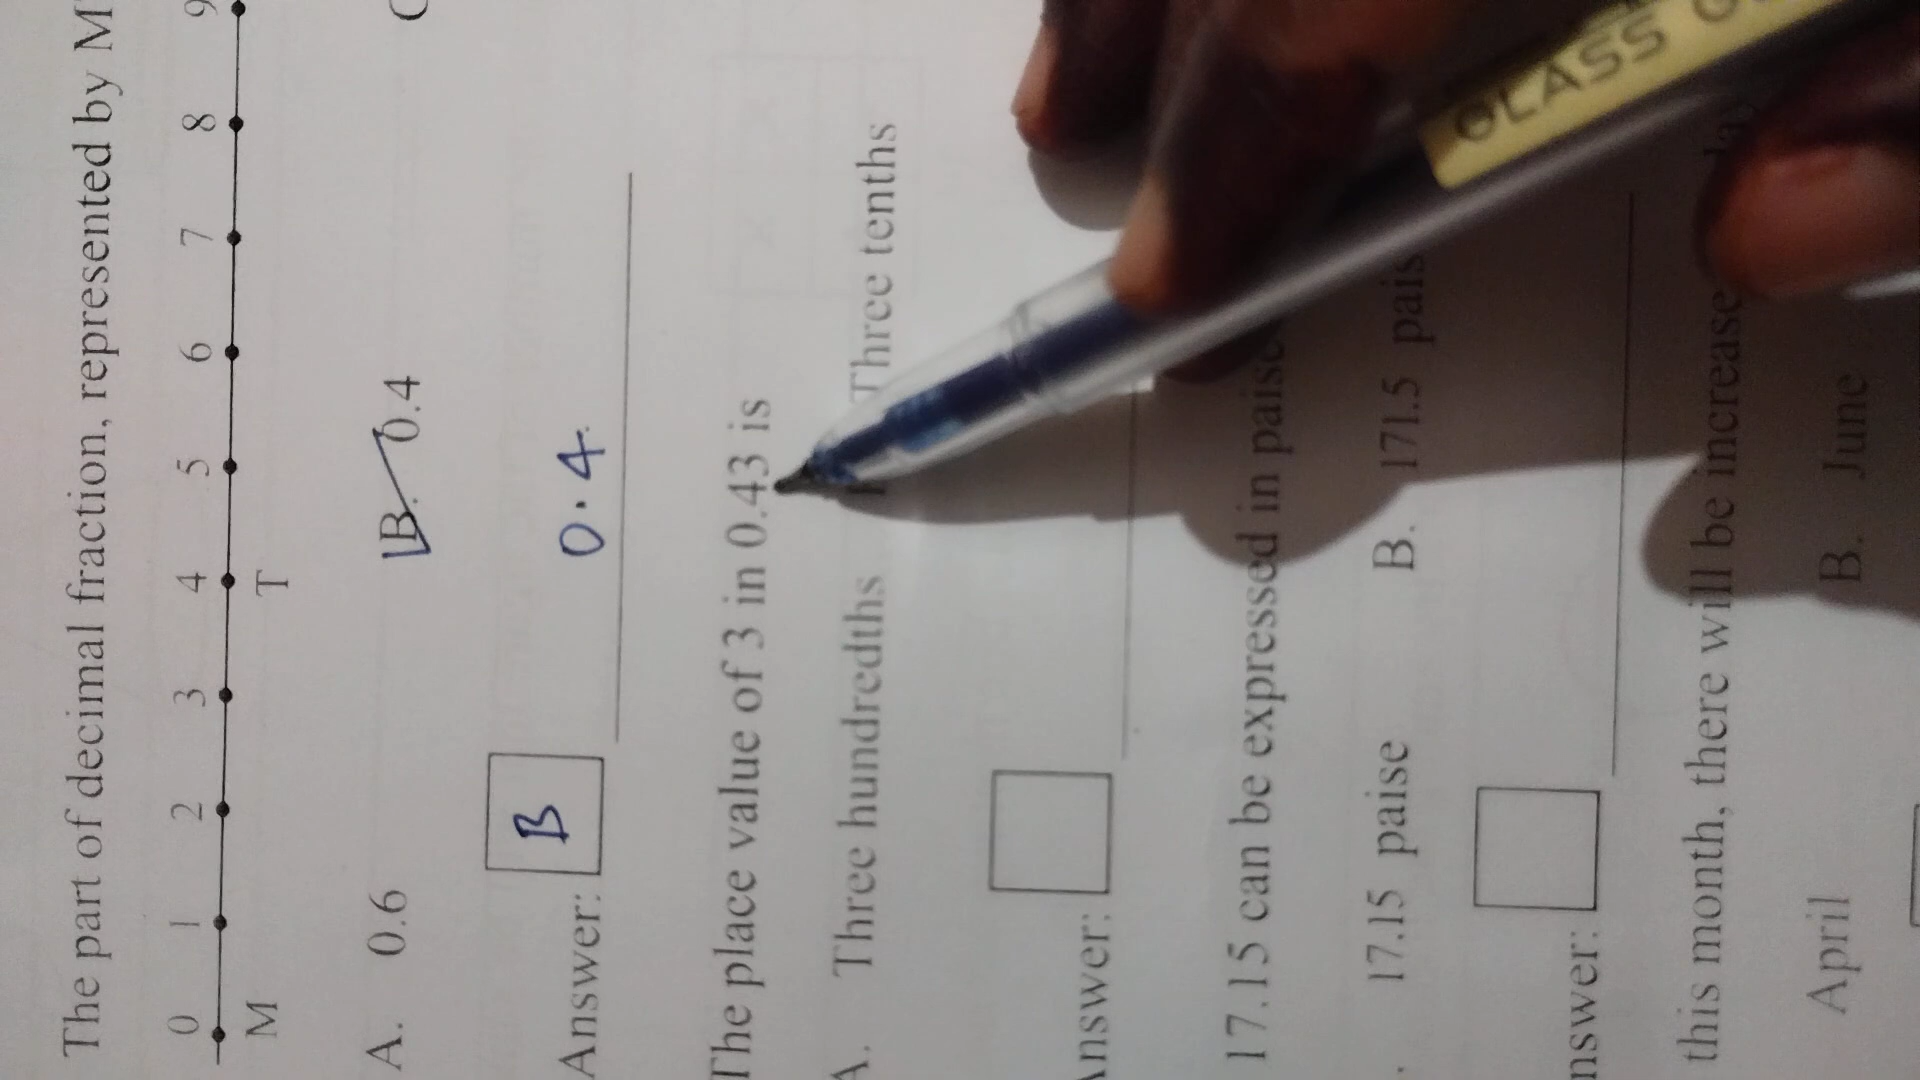 The part of decimal fraction, represented by M
0 1 2 3 4 5 6 7 8 9
M T
A. 0.6 B. 0.4 C
Answer: B 0.4
The place value of 3 in 0.43 is
A. Three hundredths Three tenths
Answer:
17.15 can be expressed in paise
17.15 paise B. 171.5 pais
nswer:
this month, there will be increase
April B. June
GLASS